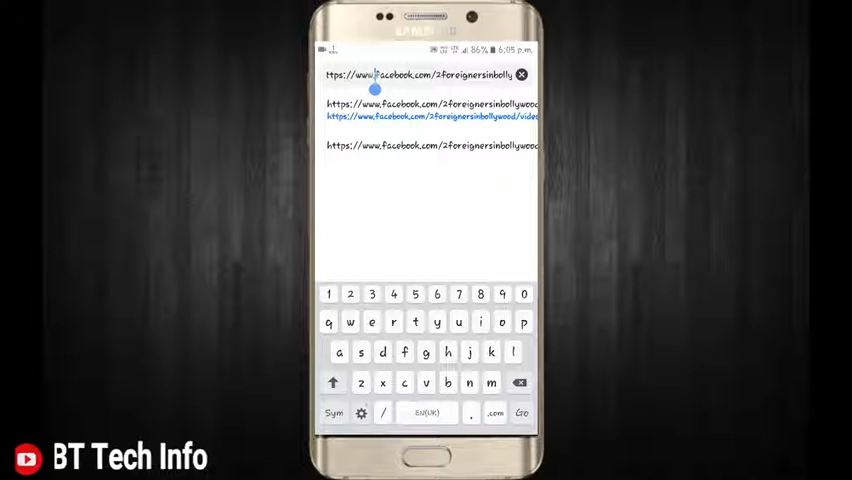 SAMSUNG
86% 6:05 p.m.
ttps://www.facebook.com/2foreignersinbolly
https://www.facebook.com/2foreignersinbollywood
https://www.facebook.com/2foreignersinbollywood/video
https://www.facebook.com/2foreignersinbollywood
1 2 3 4 5 6 7 8 9 0
q w e r t y u i o p
a s d f g h j k l
z x c v b n m
Sym / EN(UK) . .com Go
BT Tech Info